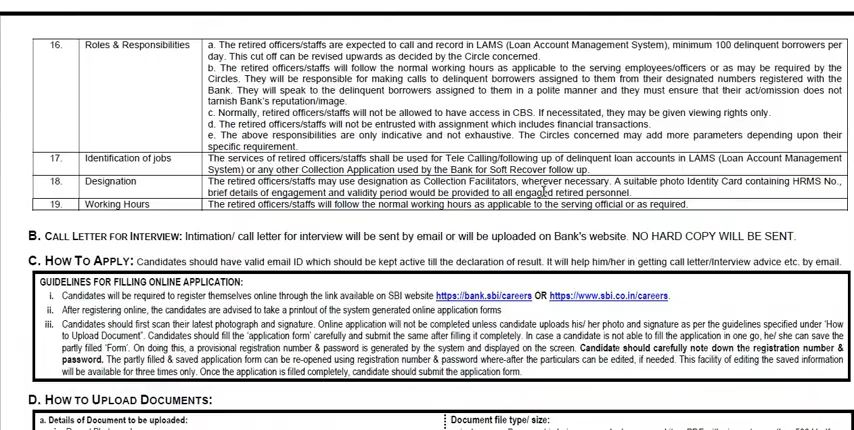 16. Roles & Responsibilities a. The retired officers/staffs are expected to call and record in LAMS (Loan Account Management System), minimum 100 delinquent borrowers per
day. This cut off can be revised upwards as decided by the Circle concerned.
b. The retired officers/staffs will follow the normal working hours as applicable to the serving employees/officers or as may be required by the
Circles. They will be responsible for making calls to delinquent borrowers assigned to them from their designated numbers registered with the
Bank. They will speak to the delinquent borrowers assigned to them in a polite manner and they must ensure that their act/omission does not
tarnish Bank's reputation/image.
c. Normally, retired officers/staffs will not be allowed to have access in CBS. If necessitated, they may be given viewing rights only.
d. The retired officers/staffs will not be entrusted with assignment which includes financial transactions.
e. The above responsibilities are only indicative and not exhaustive. The Circles concerned may add more parameters depending upon their
specific requirement.
17. Identification of jobs The services of retired officers/staffs shall be used for Tele Calling/following up of delinquent loan accounts in LAMS (Loan Account Management
System) or any other Collection Application used by the Bank for Soft Recover follow up.
18. Designation The retired officers/staffs may use designation as Collection Facilitators, wherever necessary. A suitable photo Identity Card containing HRMS No.,
brief details of engagement and validity period would be provided to all engaged retired personnel.
19. Working Hours The retired officers/staffs will follow the normal working hours as applicable to the serving official or as required.
B. CALL LETTER FOR INTERVIEW: Intimation/ call letter for interview will be sent by email or will be uploaded on Bank's website. NO HARD COPY WILL BE SENT.
C. HOW TO APPLY: Candidates should have valid email ID which should be kept active till the declaration of result. It will help him/her in getting call letter/Interview advice etc. by email.
GUIDELINES FOR FILLING ONLINE APPLICATION:
i. Candidates will be required to register themselves online through the link available on SBI website https://bank.sbi/careers OR https://www.sbi.co.in/careers.
ii. After registering online, the candidates are advised to take a printout of the system generated online application forms
iii. Candidates should first scan their latest photograph and signature. Online application will not be completed unless candidate uploads his/ her photo and signature as per the guidelines specified under 'How
to Upload Document". Candidates should fill the 'application form' carefully and submit the same after filling it completely. In case a candidate is not able to fill the application in one go, he/ she can save the
partly filled 'Form'. On doing this, a provisional registration number & password is generated by the system and displayed on the screen. Candidate should carefully note down the registration number &
password. The partly filled & saved application form can be re-opened using registration number & password where-after the particulars can be edited, if needed. This facility of editing the saved information
will be available for three times only. Once the application is filled completely, candidate should submit the application form.
D. HOW TO UPLOAD DOCUMENTS:
a. Details of Document to be uploaded: Document file type/ size: